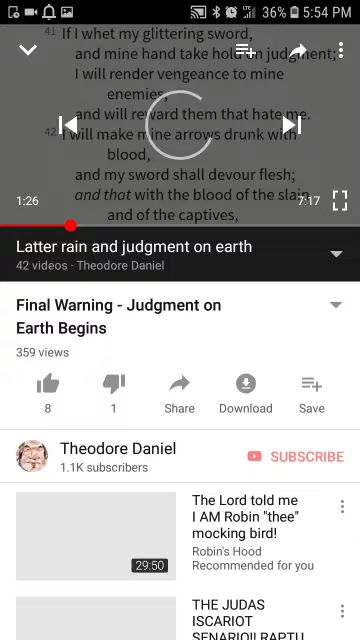 36% 5:54 PM
41 If I whet my glittering sword,
and mine hand take hold on judgment;
I will render vengeance to mine
enemies,
and will reward them that hate me.
42 I will make mine arrows drunk with
blood,
and my sword shall devour flesh;
and that with the blood of the slain
and of the captives,
1:26
7:17
Latter rain and judgment on earth
42 videos · Theodore Daniel
Final Warning - Judgment on
Earth Begins
359 views
8
1
Share
Download
Save
Theodore Daniel
1.1K subscribers
SUBSCRIBE
The Lord told me
I AM Robin "thee"
mocking bird!
Robin's Hood
Recommended for you
29:50
THE JUDAS
ISCARIOT
SENARIO!! RAPTU